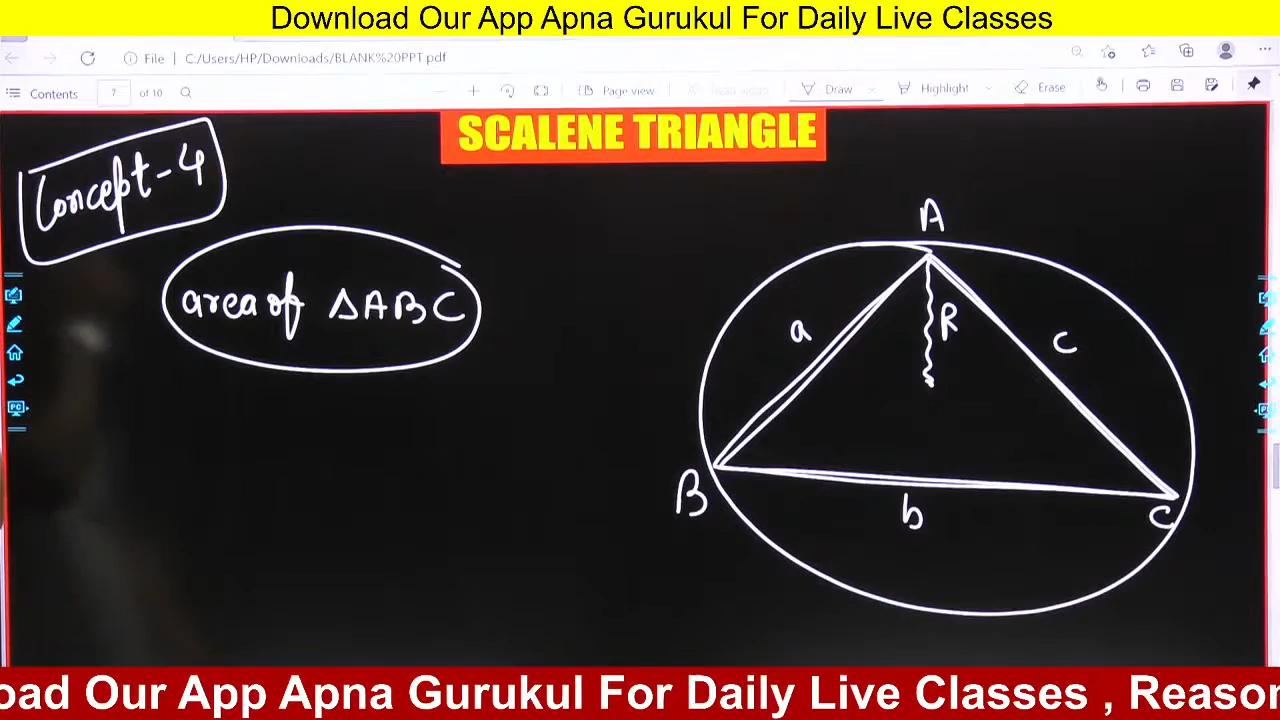 Download Our App Apna Gurukul For Daily Live Classes
File C:/Users/HP/Downloads/BLANK%20PPT.pdf
Contents 7 of 10 Page view Read aloud Draw Highlight Erase
SCALENE TRIANGLE
Concept-4
A
area of ΔABC
a
R
c
B
b
C
oad Our App Apna Gurukul For Daily Live Classes , Reason